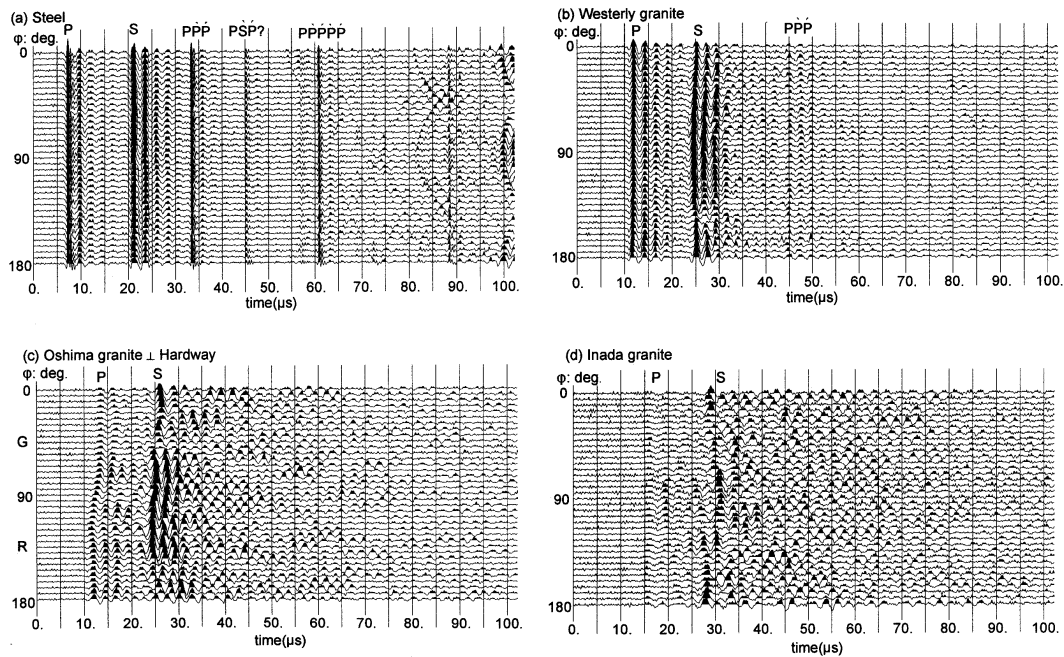 (a) Steel
φ: deg.
P S PṔṔ PSṔ? PṔṔṔṔ
0
90
180
0. 10. 20. 30. 40. 50. 60. 70. 80. 90. 100.
time(µs)
(b) Westerly granite
φ: deg.
P S PṔṔ
0
90
180
0. 10. 20. 30. 40. 50. 60. 70. 80. 90. 100.
time(µs)
(c) Oshima granite ⊥ Hardway
φ: deg.
P S
0
G
90
R
180
0. 10. 20. 30. 40. 50. 60. 70. 80. 90. 100.
time(µs)
(d) Inada granite
φ: deg.
P S
0
90
180
0. 10. 20. 30. 40. 50. 60. 70. 80. 90. 100.
time(µs)